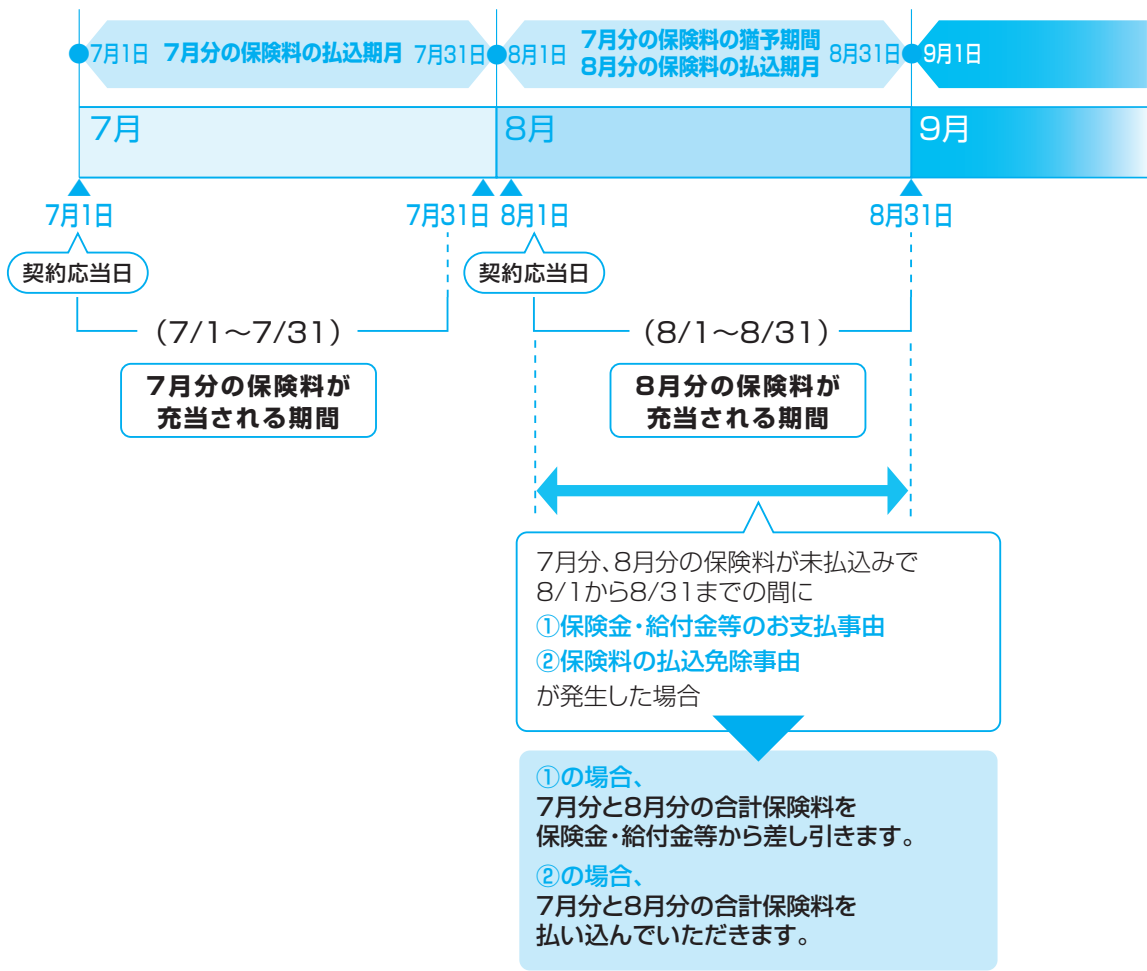 7月1日 7月分の保険料の払込期月 7月31日 8月1日 7月分の保険料の猶予期間
8月分の保険料の払込期月 8月31日 9月1日
7月 8月 9月
7月1日 7月31日 8月1日 8月31日
契約応当日 契約応当日
(7/1～7/31) (8/1～8/31)
7月分の保険料が
充当される期間
8月分の保険料が
充当される期間
7月分、8月分の保険料が未払込みで
8/1から8/31までの間に
①保険金・給付金等のお支払事由
②保険料の払込免除事由
が発生した場合
①の場合、
7月分と8月分の合計保険料を
保険金・給付金等から差し引きます。
②の場合、
7月分と8月分の合計保険料を
払い込んでいただきます。